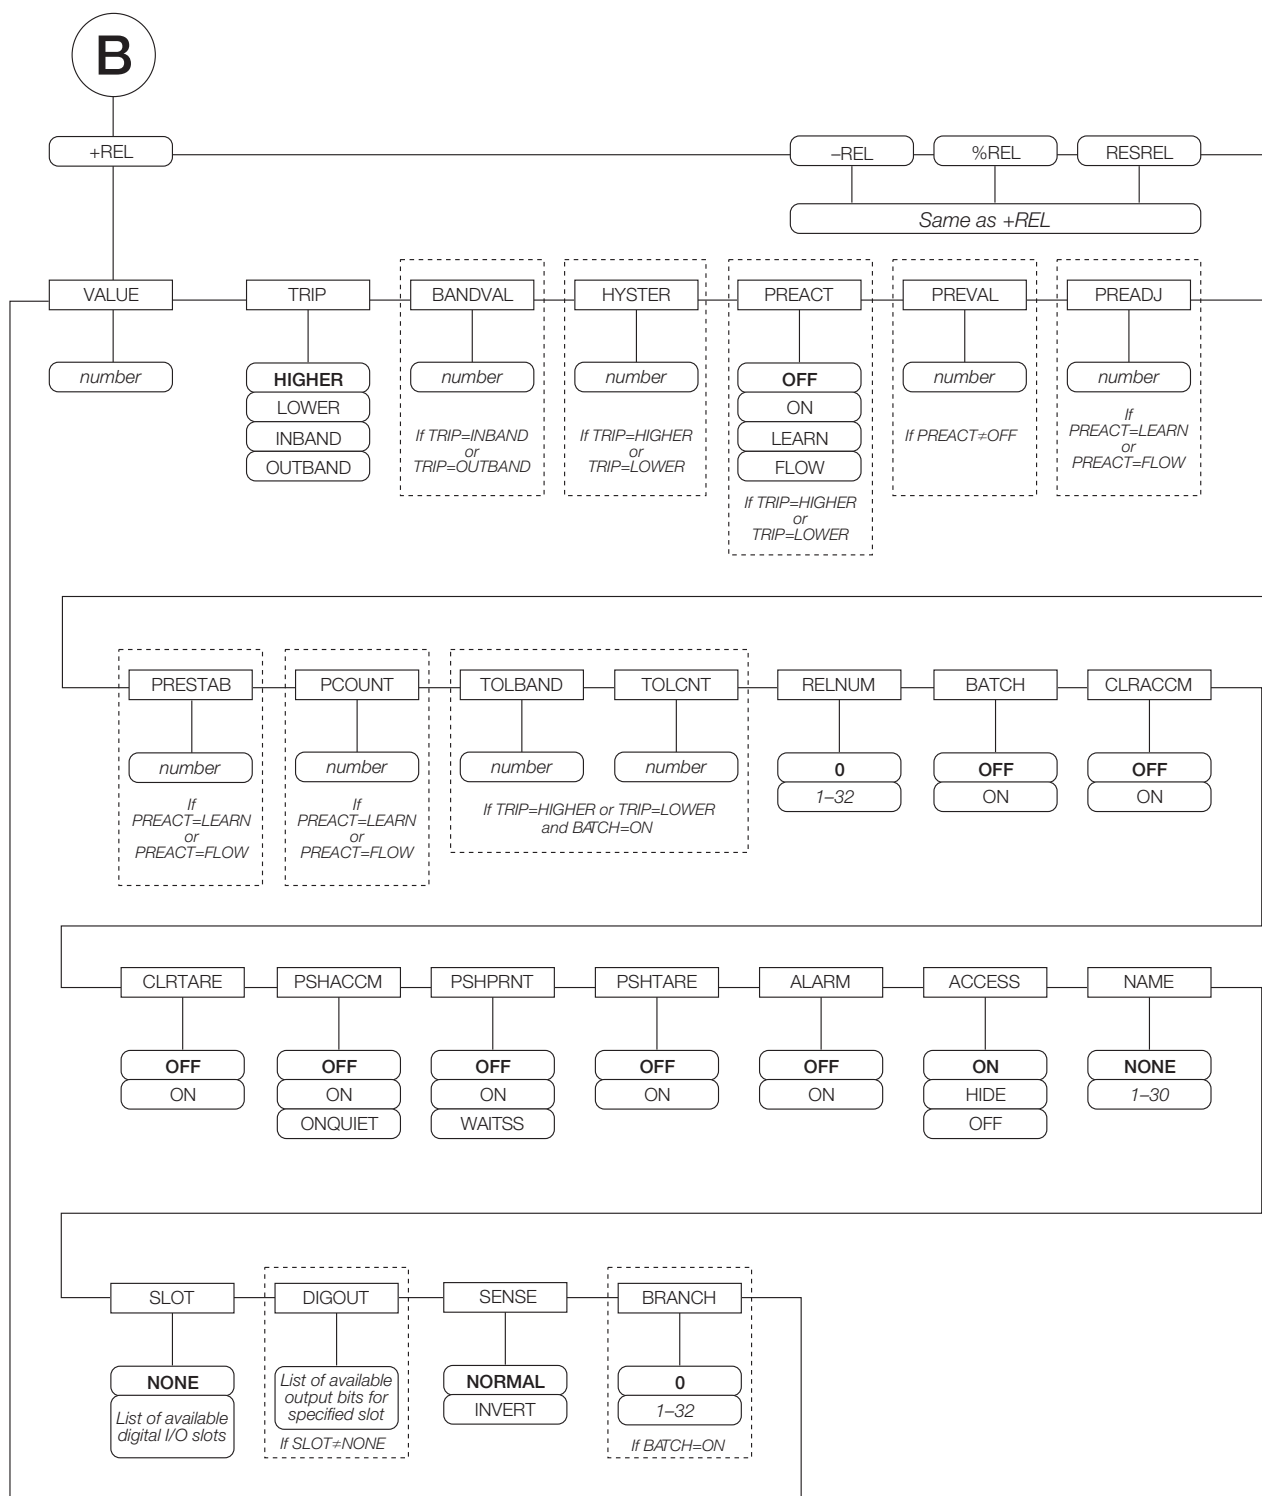 B
+REL
–REL
%REL
RESREL
Same as +REL
VALUE
TRIP
BANDVAL
HYSTER
PREACT
PREVAL
PREADJ
number
HIGHER
LOWER
INBAND
OUTBAND
number
If TRIP=INBAND
or
TRIP=OUTBAND
number
If TRIP=HIGHER
or
TRIP=LOWER
OFF
ON
LEARN
FLOW
If TRIP=HIGHER
or
TRIP=LOWER
number
If PREACT≠OFF
number
If
PREACT=LEARN
or
PREACT=FLOW
PRESTAB
PCOUNT
TOLBAND
TOLCNT
RELNUM
BATCH
CLRACCM
number
If
PREACT=LEARN
or
PREACT=FLOW
number
If
PREACT=LEARN
or
PREACT=FLOW
number
number
If TRIP=HIGHER or TRIP=LOWER
and BATCH=ON
0
1–32
OFF
ON
OFF
ON
CLRTARE
PSHACCM
PSHPRNT
PSHTARE
ALARM
ACCESS
NAME
OFF
ON
OFF
ON
ONQUIET
OFF
ON
WAITSS
OFF
ON
OFF
ON
ON
HIDE
OFF
NONE
1–30
SLOT
DIGOUT
SENSE
BRANCH
NONE
List of available
digital I/O slots
List of available
output bits for
specified slot
If SLOT≠NONE
NORMAL
INVERT
0
1–32
If BATCH=ON